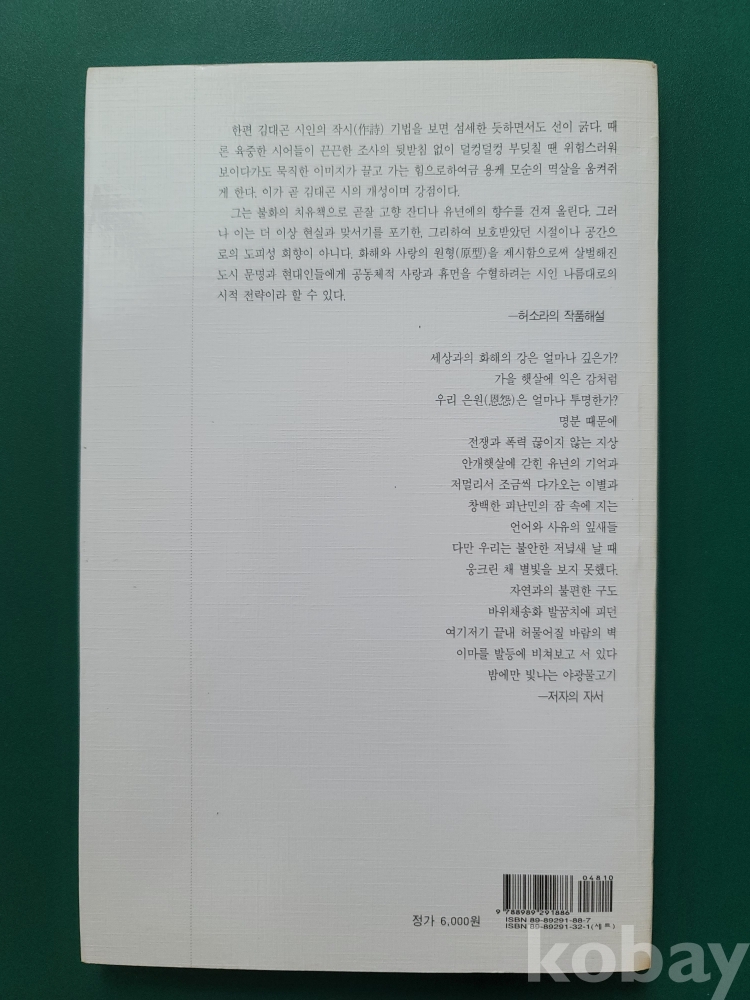 한편 김대곤 시인의 작시(作詩) 기법을 보면 섬세한 듯하면서도 선이 굵다. 때
론 육중한 시어들이 끈끈한 조사의 뒷받침 없이 덜컹덜컹 부딪칠 땐 위험스러워
보이다가도 묵직한 이미지가 끌고 가는 힘으로하여금 용케 모순의 멱살을 움켜쥐
게 한다. 이가 곧 김대곤 시의 개성이며 강점이다.
그는 불화의 치유책으로 곧잘 고향 잔디나 유년에의 향수를 건져 올린다. 그러
나 이는 더 이상 현실과 맞서기를 포기한, 그리하여 보호받았던 시절이나 공간으
로의 도피성 회향이 아니다. 화해와 사랑의 원형(原型)을 제시함으로써 살벌해진
도시 문명과 현대인들에게 공동체적 사랑과 휴먼을 수혈하려는 시인 나름대로의
시적 전략이라 할 수 있다.
—허소라의 작품해설
세상과의 화해의 강은 얼마나 깊은가?
가을 햇살에 익은 감처럼
우리 은원(恩怨)은 얼마나 투명한가?
명분 때문에
전쟁과 폭력 끊이지 않는 지상
안개햇살에 갇힌 유년의 기억과
저멀리서 조금씩 다가오는 이별과
창백한 피난민의 잠 속에 지는
언어와 사유의 잎새들
다만 우리는 불안한 저녘새 날 때
웅크린 채 별빛을 보지 못했다.
자연과의 불편한 구도
바위채송화 발꿈치에 피던
여기저기 끝내 허물어질 바람의 벽
이마를 발등에 비쳐보고 서 있다
밤에만 빛나는 야광물고기
—저자의 자서
정가 6,000원
04810
9 788989 291886
ISBN 89-89291-88-7
ISBN 89-89291-32-1(세트)
kobay